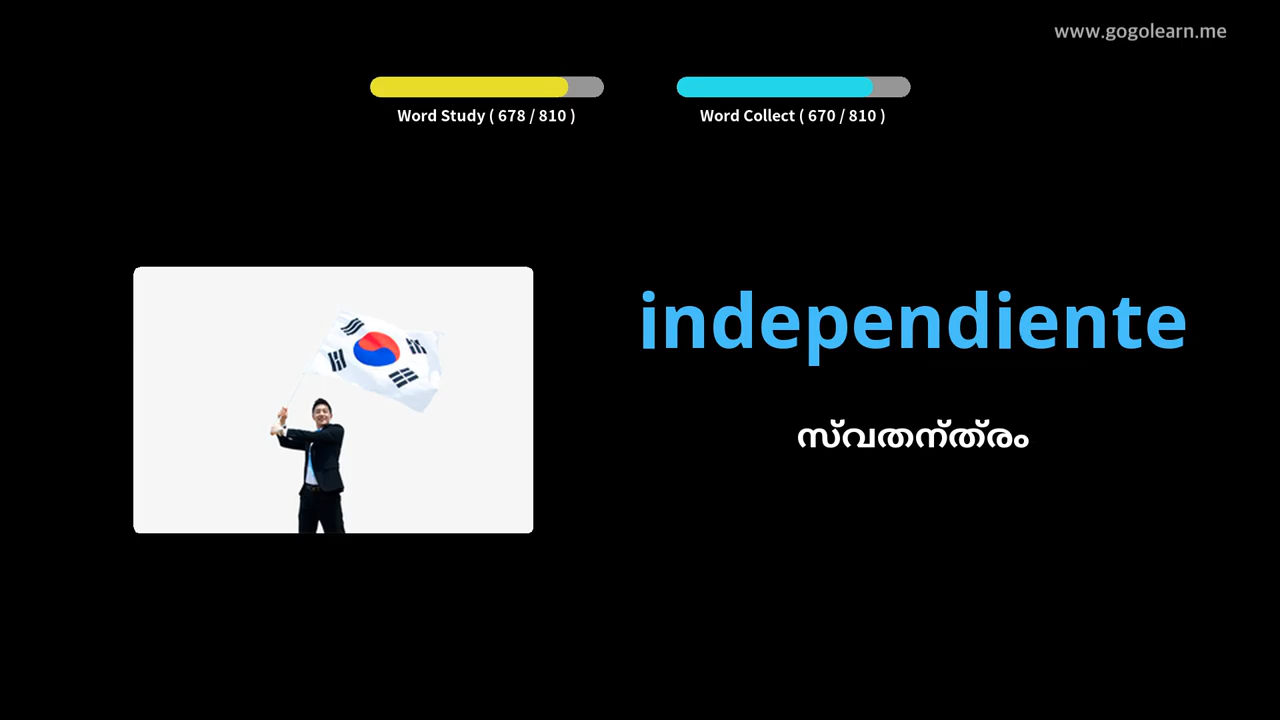 www.gogolearn.me
Word Study ( 678 / 810 )
Word Collect ( 670 / 810 )
independiente
സ്വതന്ത്രം